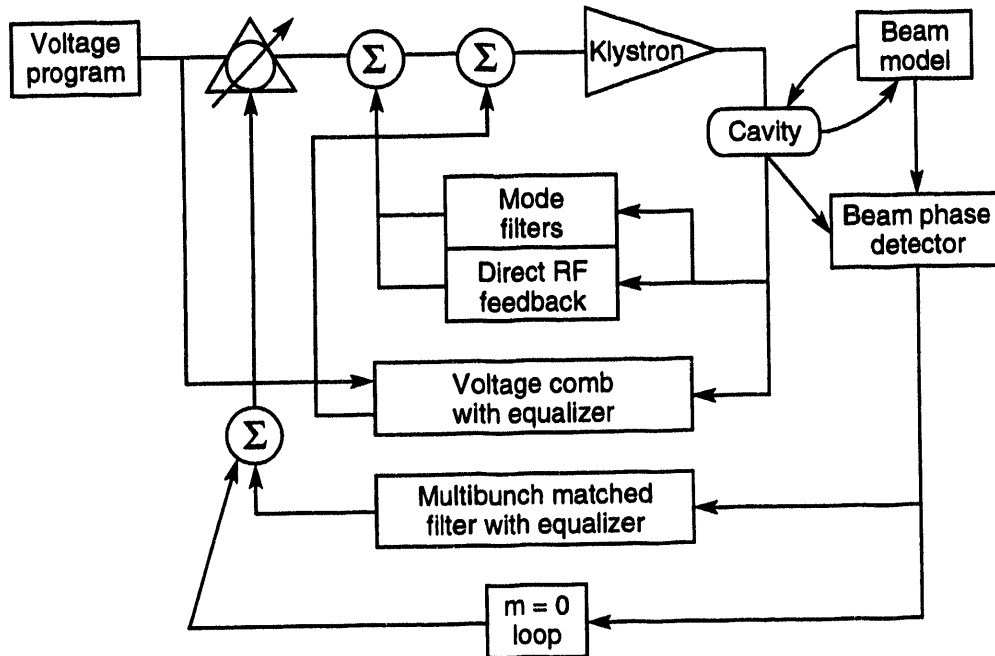 Voltage
program
Σ
Σ
Klystron
Beam
model
Cavity
Mode
filters
Beam phase
detector
Direct RF
feedback
Voltage comb
with equalizer
Σ
Multibunch matched
filter with equalizer
m = 0
loop